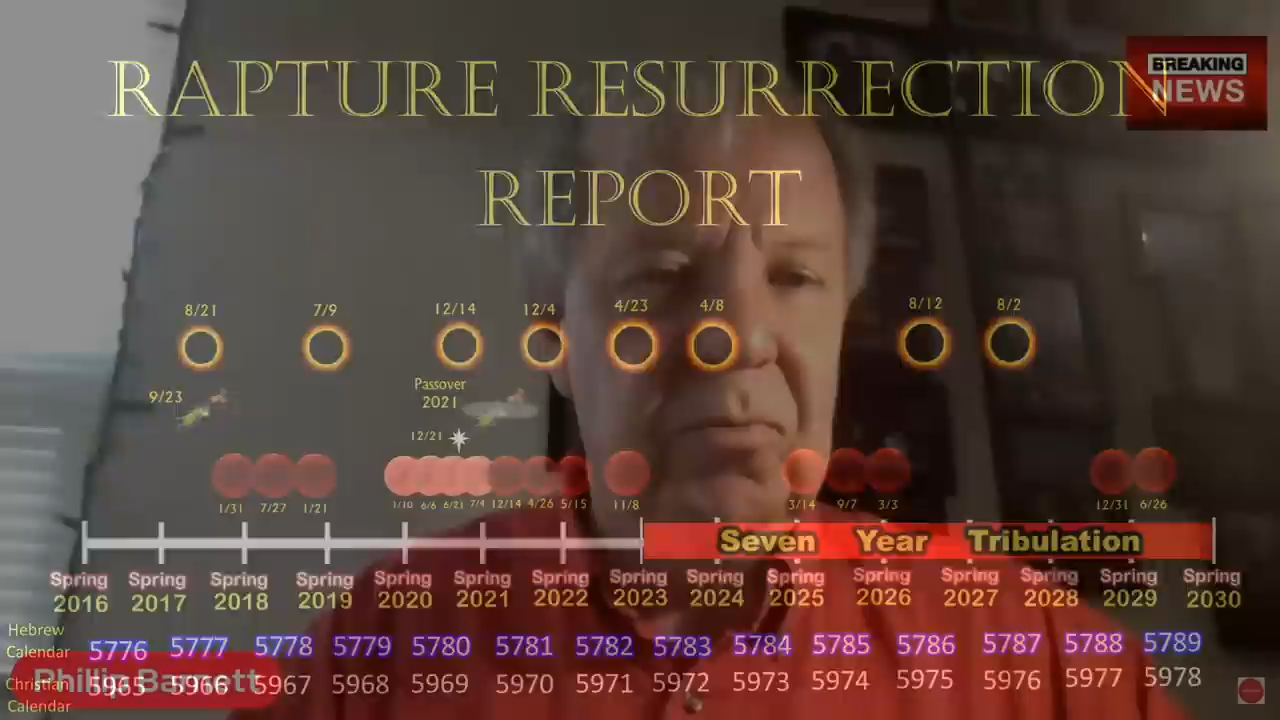 RAPTURE RESURRECTION
REPORT
BREAKING
NEWS
8/21 7/9 12/14 12/4 4/23 4/8 8/12 8/2
9/23
Passover
2021
12/21
1/31 7/27 1/21 1/10 6/6 6/21 7/4 12/14 4/26 5/15 11/8 3/14 9/7 3/3 12/31 6/26
Seven Year Tribulation
Spring Spring Spring Spring Spring Spring Spring Spring Spring Spring Spring Spring Spring Spring Spring
2016 2017 2018 2019 2020 2021 2022 2023 2024 2025 2026 2027 2028 2029 2030
Hebrew
Calendar
5776 5777 5778 5779 5780 5781 5782 5783 5784 5785 5786 5787 5788 5789
Christian
Calendar
5965 5966 5967 5968 5969 5970 5971 5972 5973 5974 5975 5976 5977 5978
Phillip Barnett